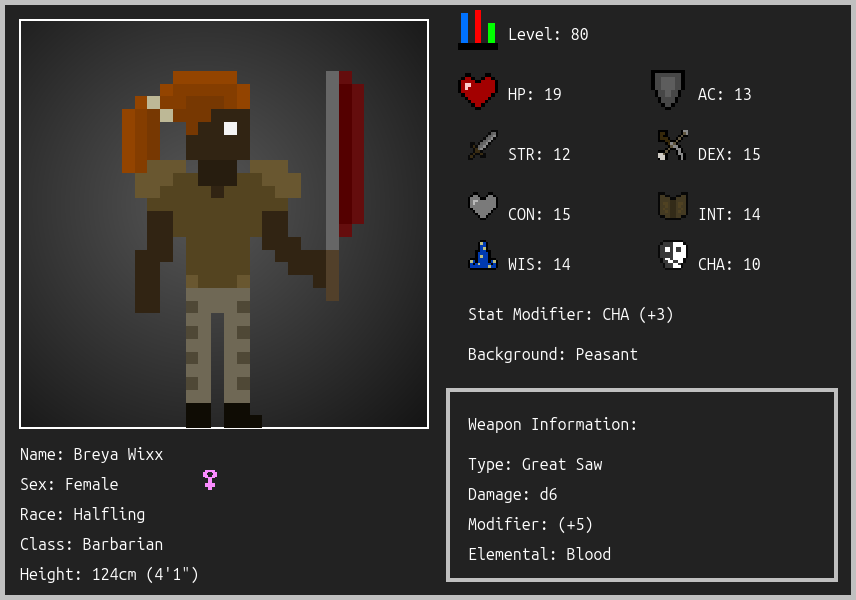 Level: 80
HP: 19
AC: 13
STR: 12
DEX: 15
CON: 15
INT: 14
WIS: 14
CHA: 10
Stat Modifier: CHA (+3)
Background: Peasant
Weapon Information:
Type: Great Saw
Damage: d6
Modifier: (+5)
Elemental: Blood
Name: Breya Wixx
Sex: Female
Race: Halfling
Class: Barbarian
Height: 124cm (4'1")